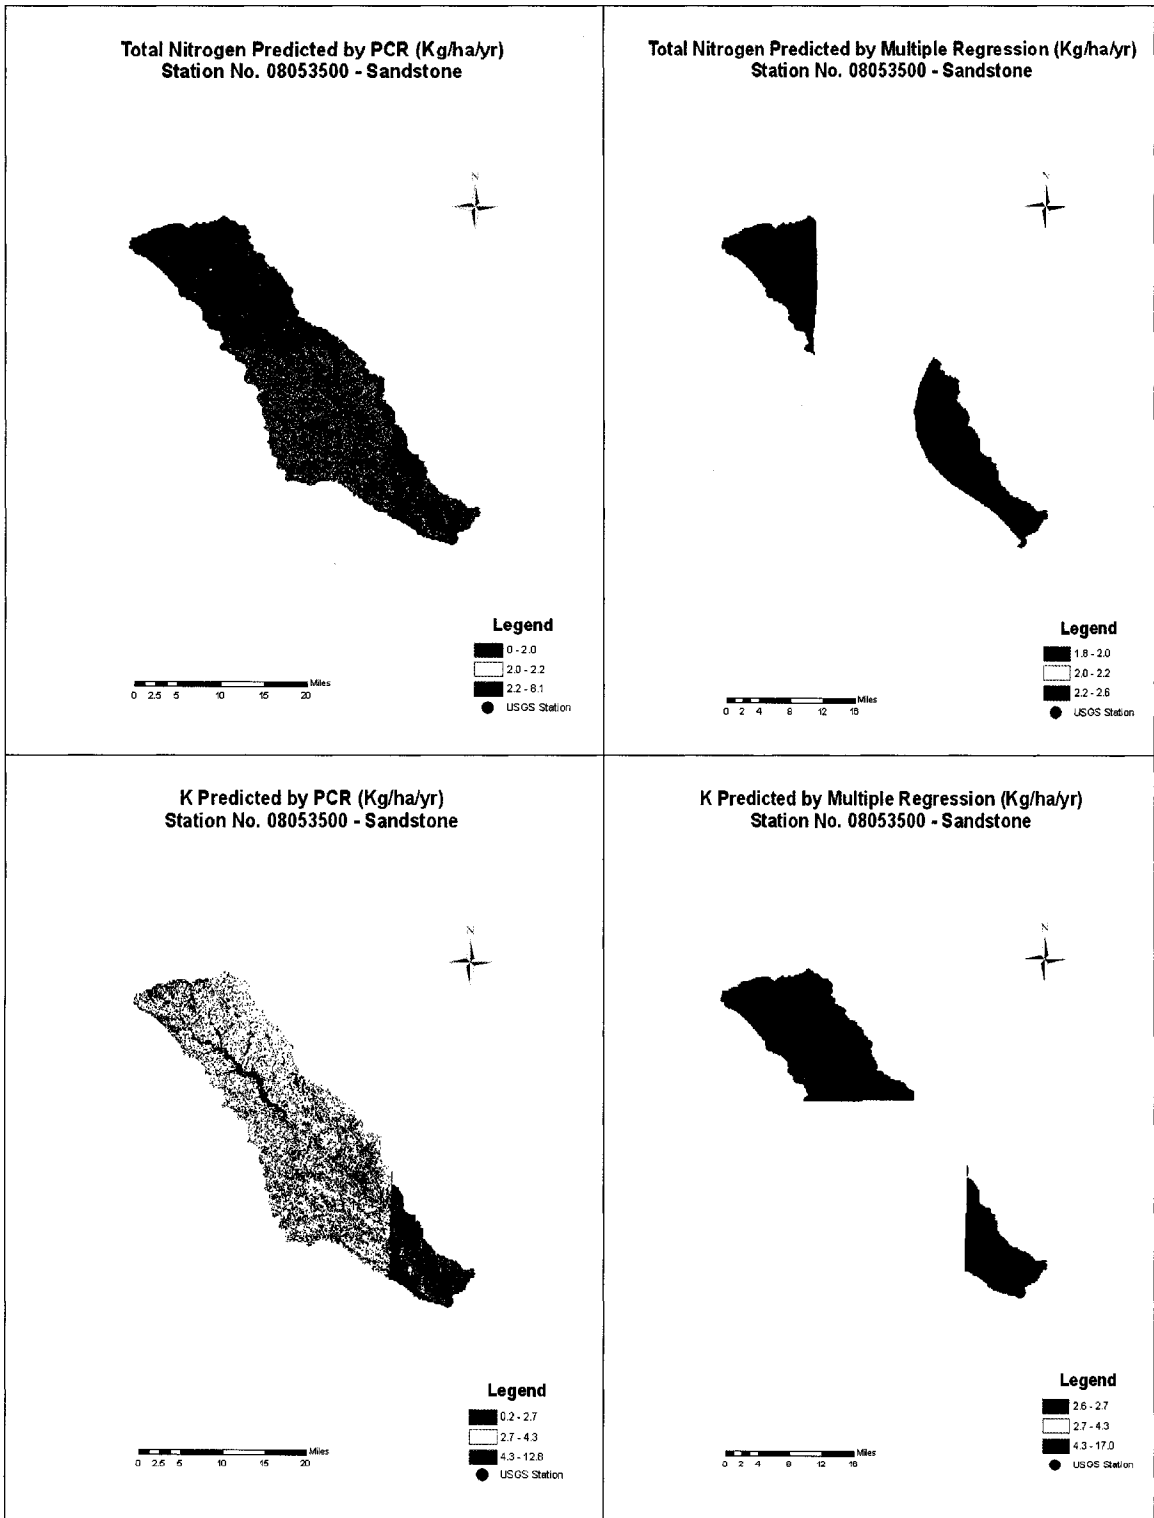 Total Nitrogen Predicted by PCR (Kg/ha/yr)
Station No. 08053500 - Sandstone
N
Legend
0 - 2.0
2.0 - 2.2
2.2 - 8.1
USGS Station
Miles
0 2.5 5 10 15 20
Total Nitrogen Predicted by Multiple Regression (Kg/ha/yr)
Station No. 08053500 - Sandstone
N
Legend
1.8 - 2.0
2.0 - 2.2
2.2 - 2.6
USGS Station
Miles
0 2 4 8 12 16
K Predicted by PCR (Kg/ha/yr)
Station No. 08053500 - Sandstone
N
Legend
0.2 - 2.7
2.7 - 4.3
4.3 - 12.8
USGS Station
Miles
0 2.5 5 10 15 20
K Predicted by Multiple Regression (Kg/ha/yr)
Station No. 08053500 - Sandstone
N
Legend
2.6 - 2.7
2.7 - 4.3
4.3 - 17.0
USGS Station
Miles
0 2 4 8 12 16